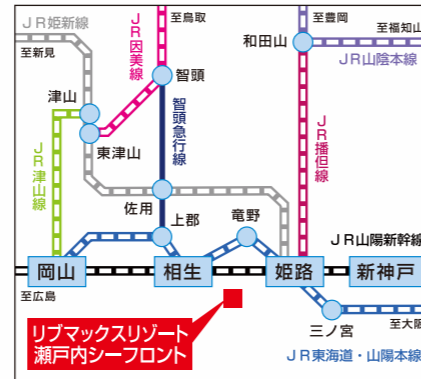 JR姫新線
至新見
至鳥取
JR因美線
智頭
至豊岡
和田山
至福知山
JR山陰本線
津山
東津山
智頭急行線
JR播但線
JR津山線
佐用
上郡
竜野
JR山陽新幹線
岡山
相生
姫路
新神戸
至広島
リブマックスリゾート
瀬戸内シーフロント
三ノ宮
至大阪
JR東海道・山陽本線